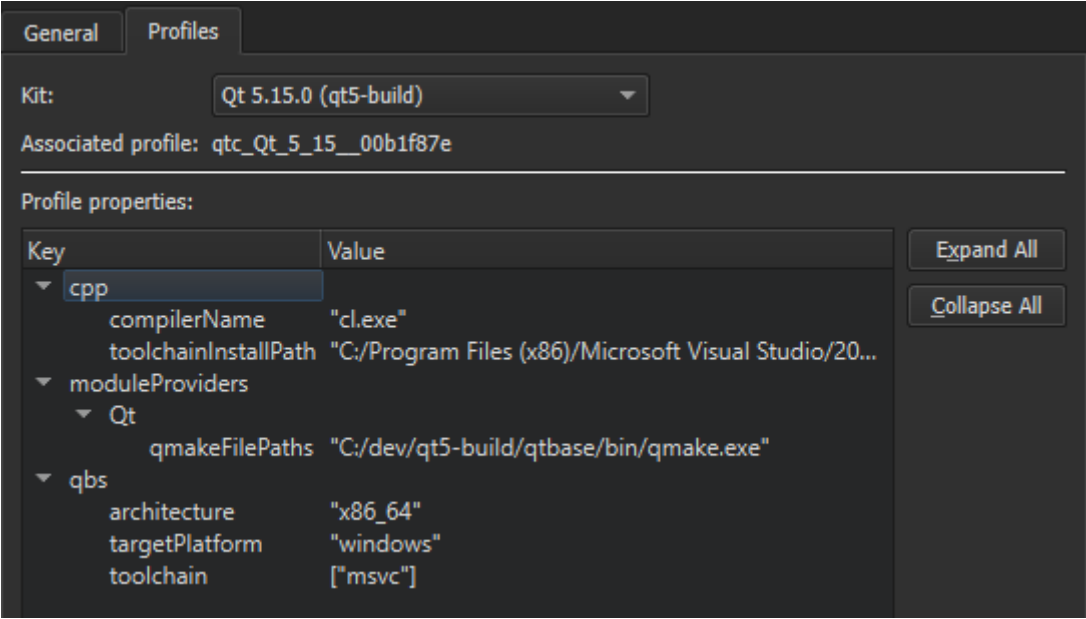 General Profiles
Kit: Qt 5.15.0 (qt5-build)
Associated profile: qtc_Qt_5_15__00b1f87e
Profile properties:
Key Value
Expand All
cpp
Collapse All
compilerName "cl.exe"
toolchainInstallPath "C:/Program Files (x86)/Microsoft Visual Studio/20...
moduleProviders
Qt
qmakeFilePaths "C:/dev/qt5-build/qtbase/bin/qmake.exe"
qbs
architecture "x86_64"
targetPlatform "windows"
toolchain ["msvc"]